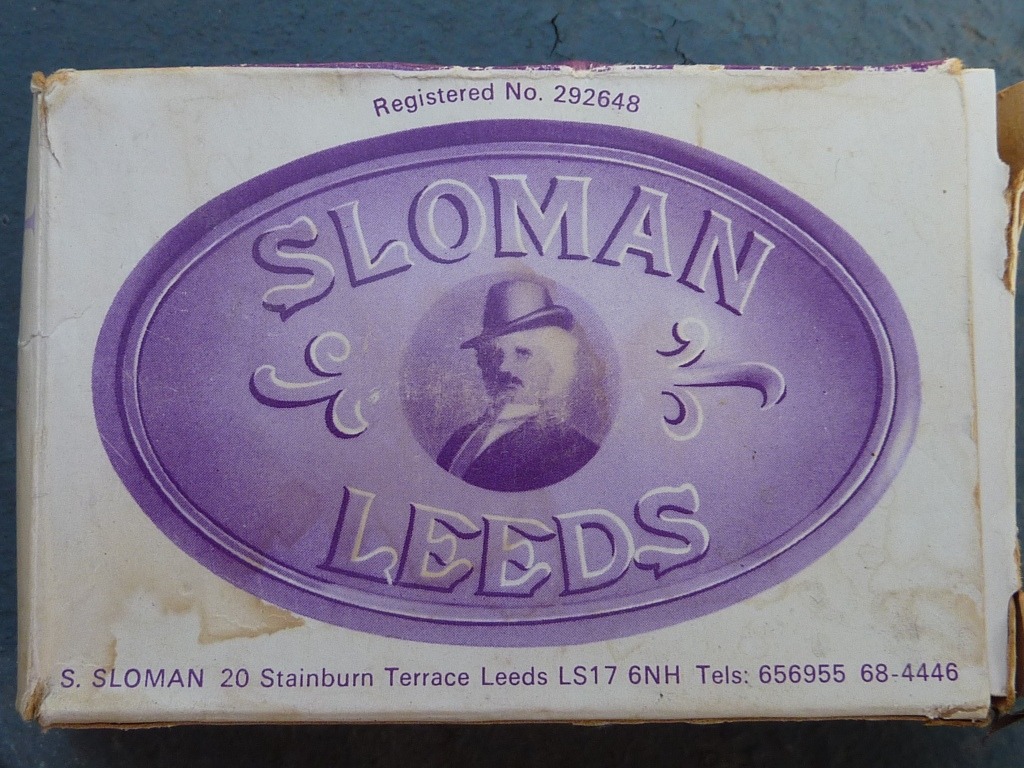 Registered No. 292648
SLOMAN
LEEDS
S. SLOMAN 20 Stainburn Terrace Leeds LS17 6NH Tels: 656955 68-4446